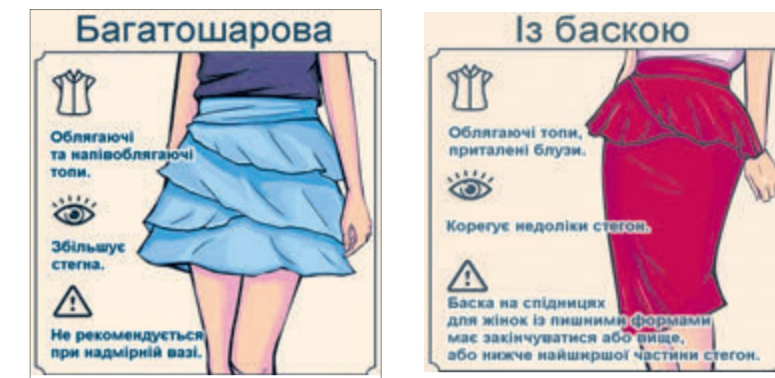 Багатошарова
Облягаючі
та напівоблягаючі
топи.
Збільшує
стегна.
Не рекомендується
при надмірній вазі.
Із баскою
Облягаючі топи,
приталені блузи.
Корегує недоліки стегон.
Баска на спідницях
для жінок із пишними формами
має закінчуватися або вище,
або нижче найширшої частини стегон.